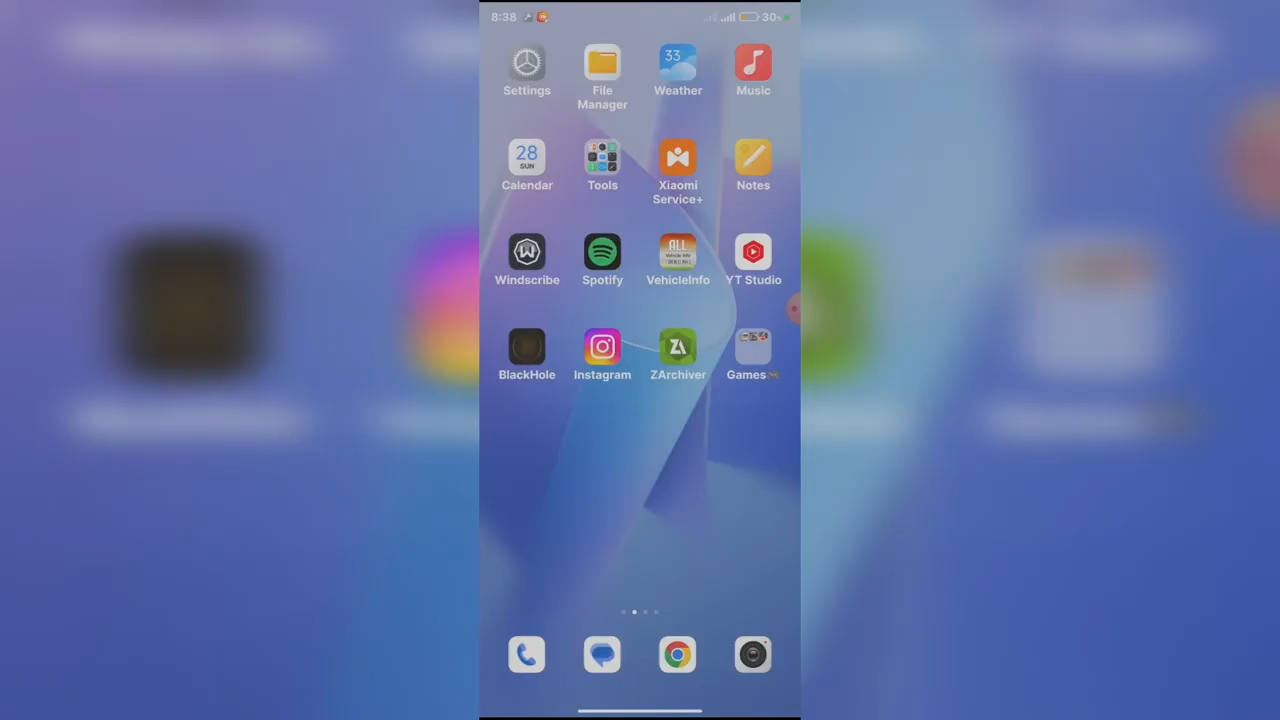 8:38
30%
33°
Settings
File
Manager
Weather
Music
28
SUN
Calendar
Tools
Xiaomi
Service+
Notes
ALL
Windscribe
Spotify
VehicleInfo
YT Studio
BlackHole
Instagram
ZArchiver
Games🎮